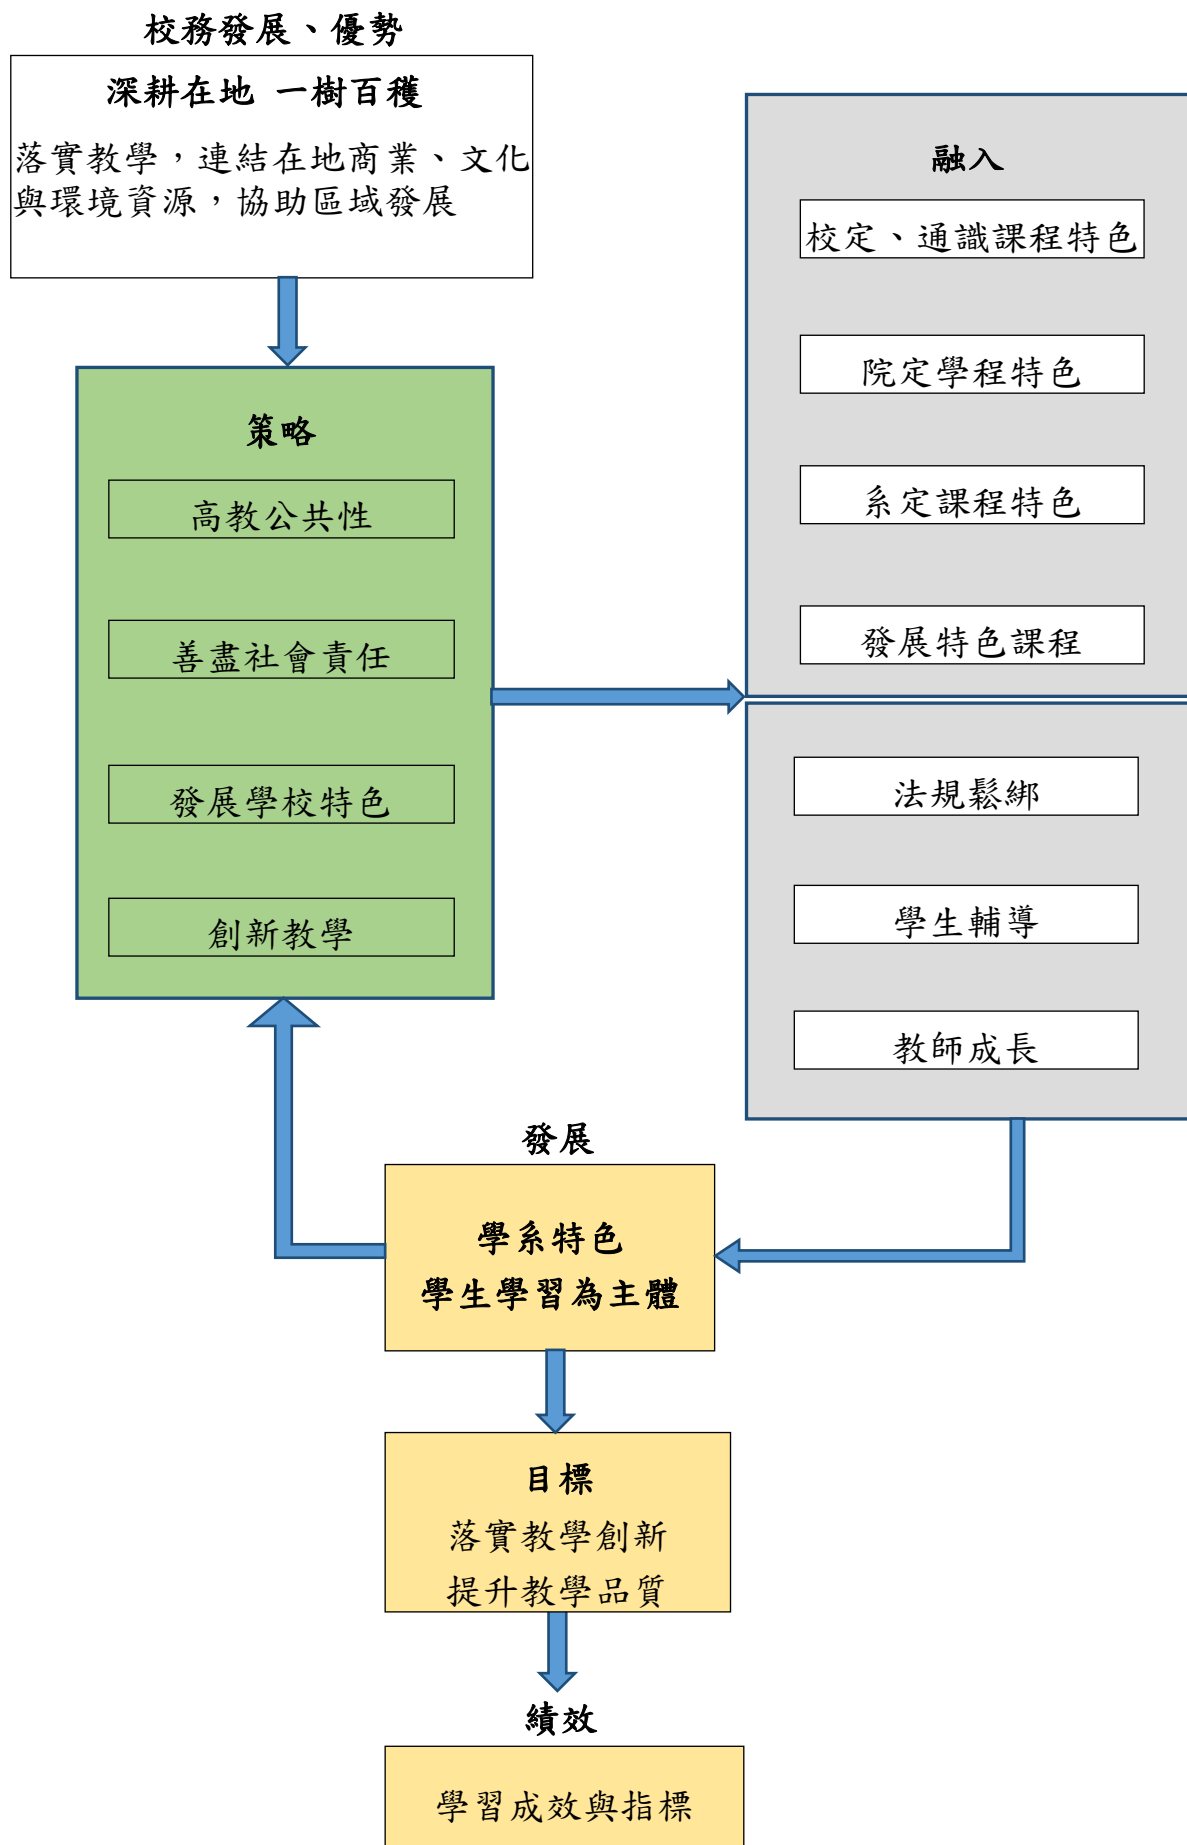 校務發展、優勢
深耕在地 一樹百穫
落實教學，連結在地商業、文化
與環境資源，協助區域發展
策略
高教公共性
善盡社會責任
發展學校特色
創新教學
融入
校定、通識課程特色
院定學程特色
系定課程特色
發展特色課程
法規鬆綁
學生輔導
教師成長
發展
學系特色
學生學習為主體
目標
落實教學創新
提升教學品質
績效
學習成效與指標